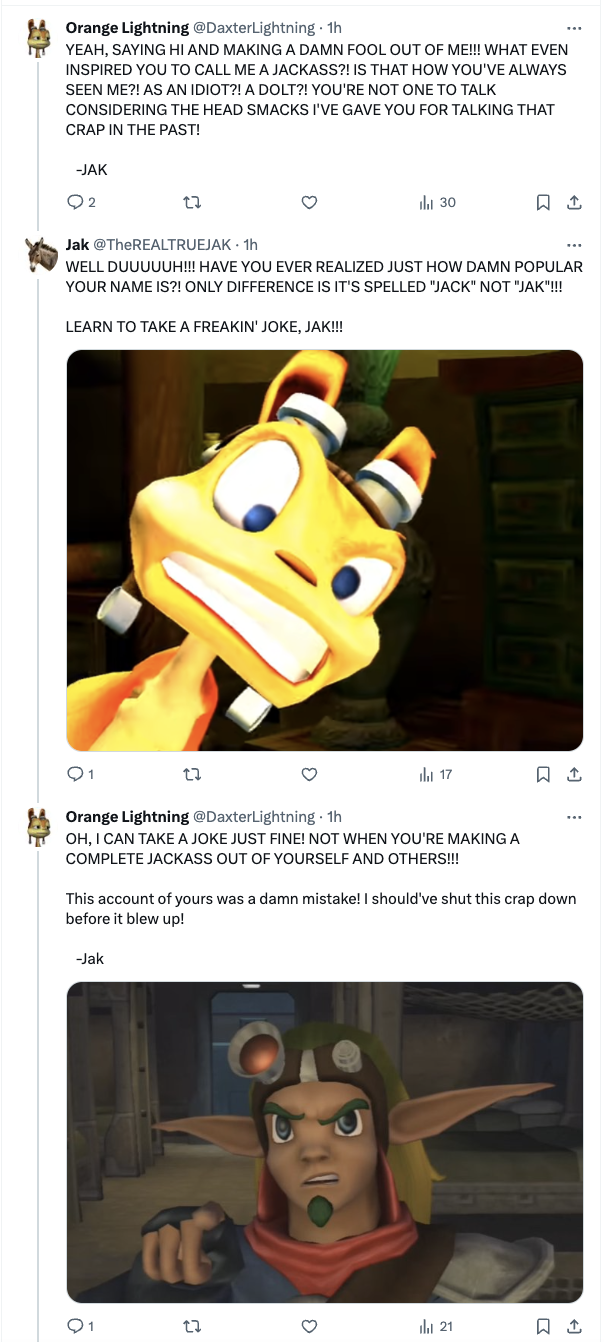 Orange Lightning @DaxterLightning · 1h
YEAH, SAYING HI AND MAKING A DAMN FOOL OUT OF ME!!! WHAT EVEN
INSPIRED YOU TO CALL ME A JACKASS?! IS THAT HOW YOU'VE ALWAYS
SEEN ME?! AS AN IDIOT?! A DOLT?! YOU'RE NOT ONE TO TALK
CONSIDERING THE HEAD SMACKS I'VE GAVE YOU FOR TALKING THAT
CRAP IN THE PAST!
-JAK
2 30
Jak @TheREALTRUEJAK · 1h
WELL DUUUUUH!!! HAVE YOU EVER REALIZED JUST HOW DAMN POPULAR
YOUR NAME IS?! ONLY DIFFERENCE IS IT'S SPELLED "JACK" NOT "JAK"!!!
LEARN TO TAKE A FREAKIN' JOKE, JAK!!!
1 17
Orange Lightning @DaxterLightning · 1h
OH, I CAN TAKE A JOKE JUST FINE! NOT WHEN YOU'RE MAKING A
COMPLETE JACKASS OUT OF YOURSELF AND OTHERS!!!
This account of yours was a damn mistake! I should've shut this crap down
before it blew up!
-Jak
1 21